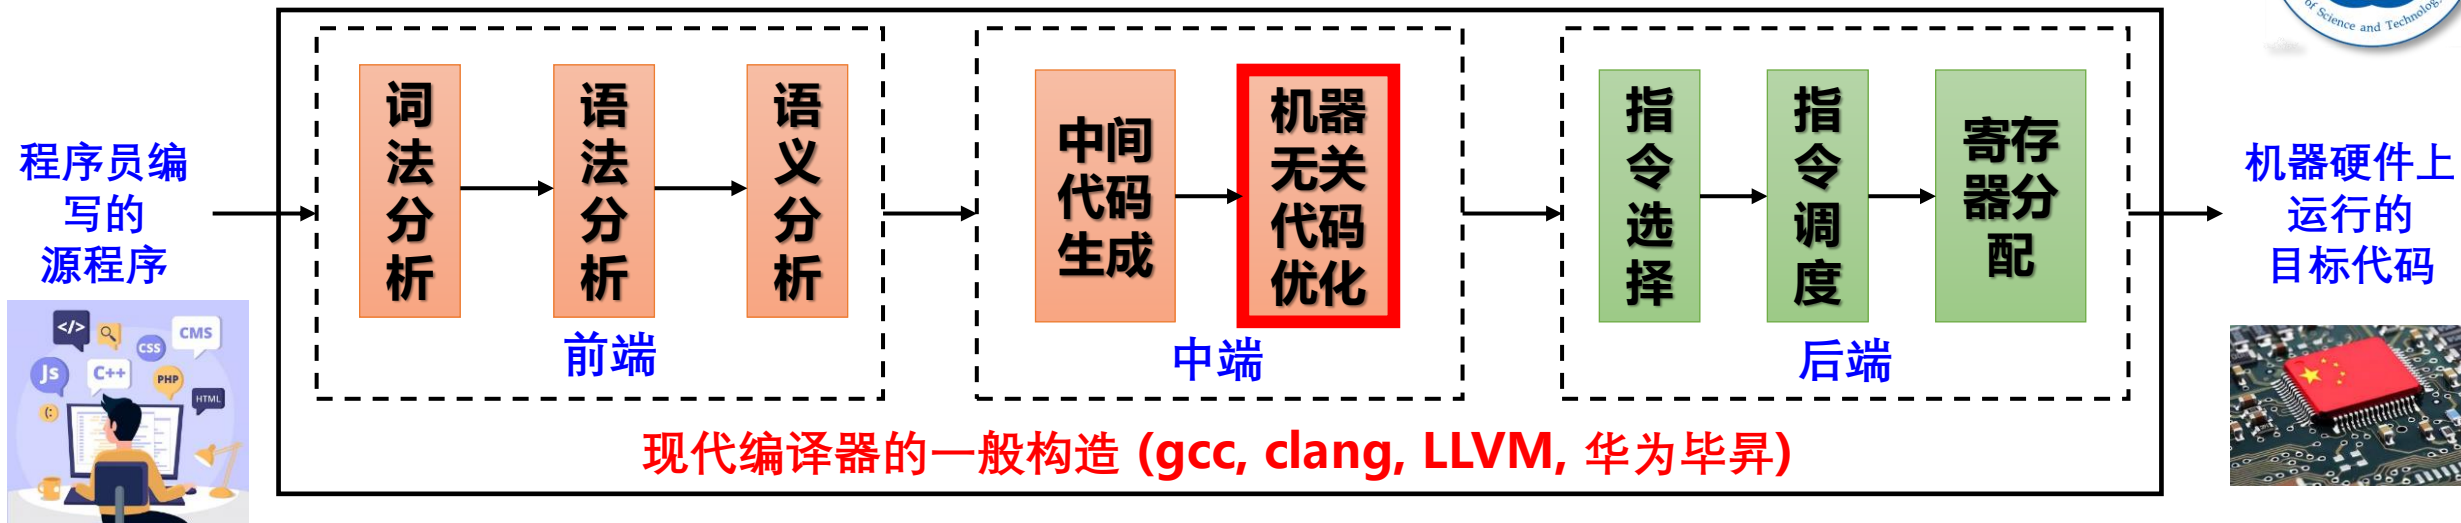 of Science and Technology
程序员编
写的
源程序
词
法
分
析
语
法
分
析
语
义
分
析
前端
中间
代码
生成
机器
无关
代码
优化
中端
指
令
选
择
指
令
调
度
寄存
器分
配
后端
机器硬件上
运行的
目标代码
</>
CMS
CSS
Js
C++
PHP
HTML
(:
现代编译器的一般构造 (gcc, clang, LLVM, 华为毕昇)